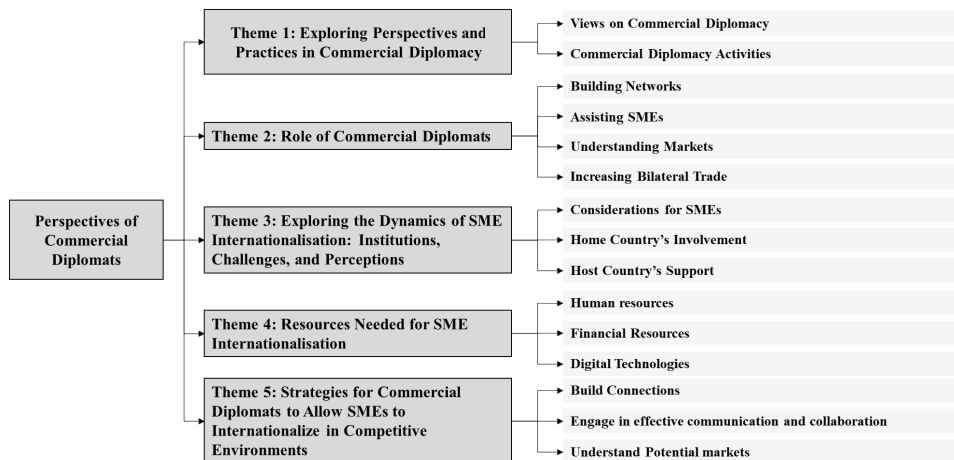 Perspectives of
Commercial
Diplomats
Theme 1: Exploring Perspectives and
Practices in Commercial Diplomacy
Views on Commercial Diplomacy
Commercial Diplomacy Activities
Theme 2: Role of Commercial Diplomats
Building Networks
Assisting SMEs
Understanding Markets
Increasing Bilateral Trade
Theme 3: Exploring the Dynamics of SME
Internationalisation: Institutions,
Challenges, and Perceptions
Considerations for SMEs
Home Country's Involvement
Host Country's Support
Theme 4: Resources Needed for SME
Internationalisation
Human resources
Financial Resources
Digital Technologies
Theme 5: Strategies for Commercial
Diplomats to Allow SMEs to
Internationalize in Competitive
Environments
Build Connections
Engage in effective communication and collaboration
Understand Potential markets